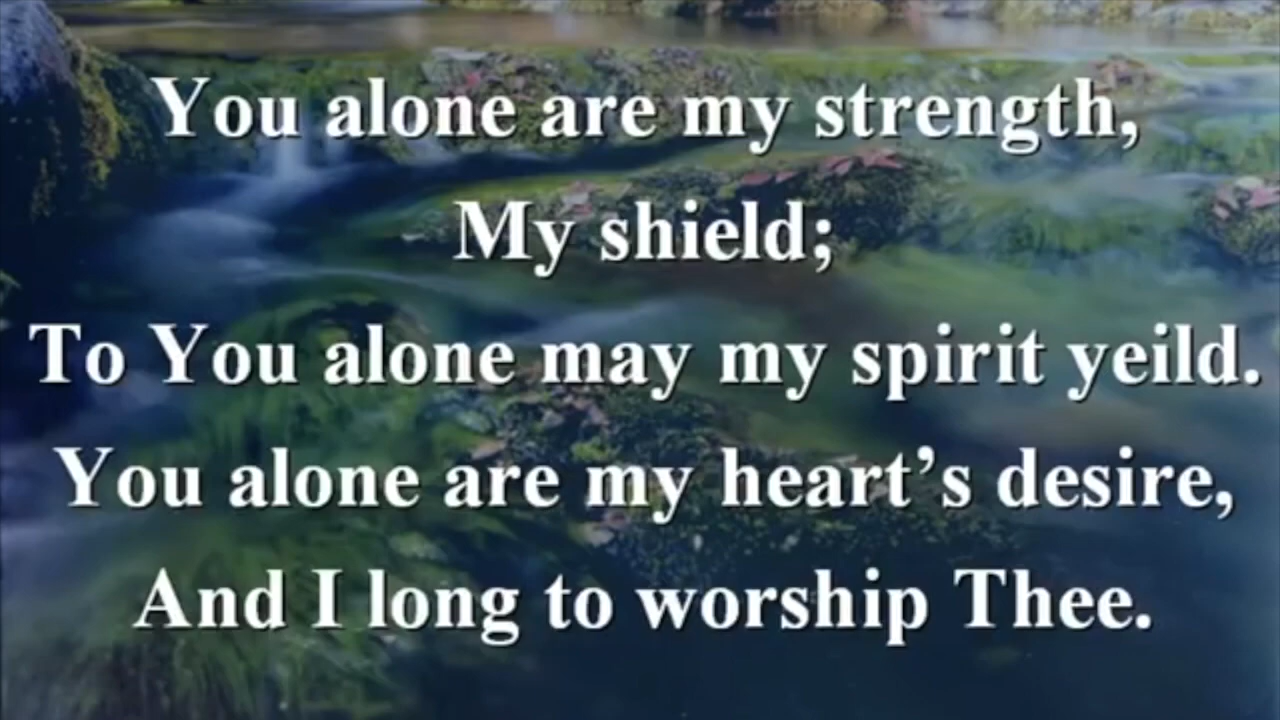 You alone are my strength,
My shield;
To You alone may my spirit yeild.
You alone are my heart’s desire,
And I long to worship Thee.